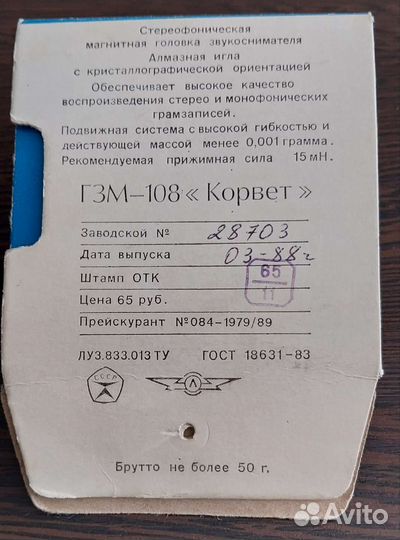 Стереофоническая
магнитная головка звукоснимателя
Алмазная игла
с кристаллографической ориентацией
Обеспечивает высокое качество
воспроизведения стерео и монофонических
грамзаписей.
Подвижная система с высокой гибкостью и
действующей массой менее 0,001 грамма.
Рекомендуемая прижимная сила 15 мН.
ГЗМ–108 « Корвет »
Заводской № 28703
Дата выпуска 03-88г
Штамп ОТК 65
11
Цена 65 руб.
Прейскурант №084-1979/89
ЛУ3.833.013 ТУ ГОСТ 18631-83
СССР Л
Брутто не более 50 г.
Avito